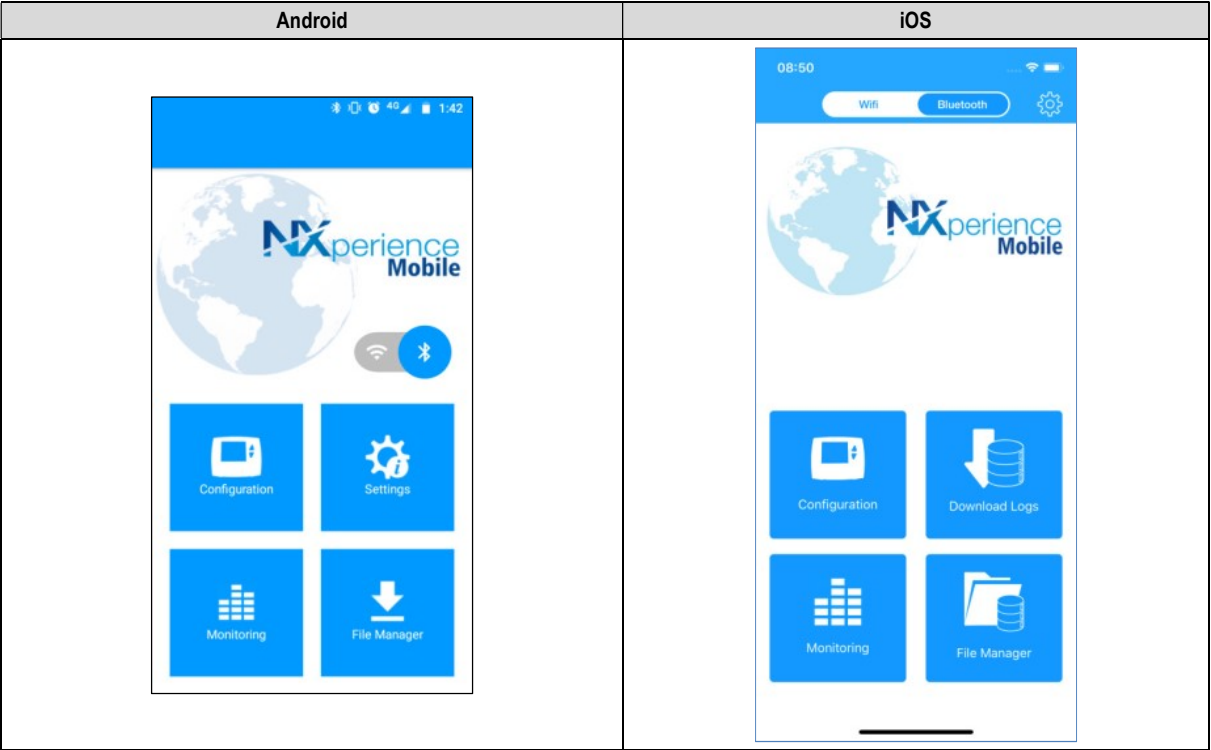 Android
iOS
4G 1:42
NXperience
Mobile
Configuration
Settings
Monitoring
File Manager
08:50
Wifi
Bluetooth
NXperience
Mobile
Configuration
Download Logs
Monitoring
File Manager